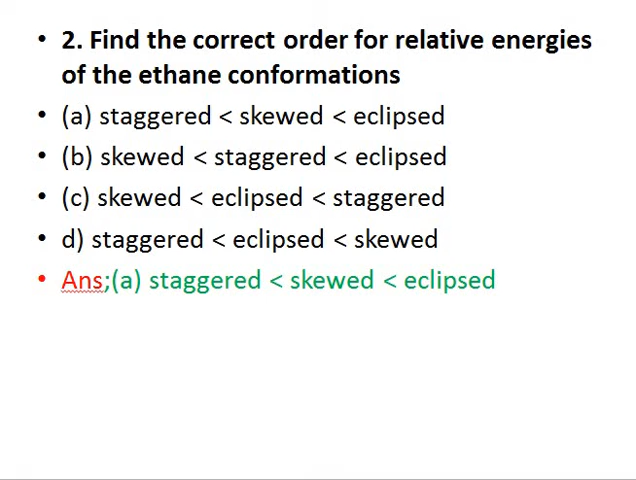 • 2. Find the correct order for relative energies
of the ethane conformations
• (a) staggered < skewed < eclipsed
• (b) skewed < staggered < eclipsed
• (c) skewed < eclipsed < staggered
• d) staggered < eclipsed < skewed
• Ans;(a) staggered < skewed < eclipsed